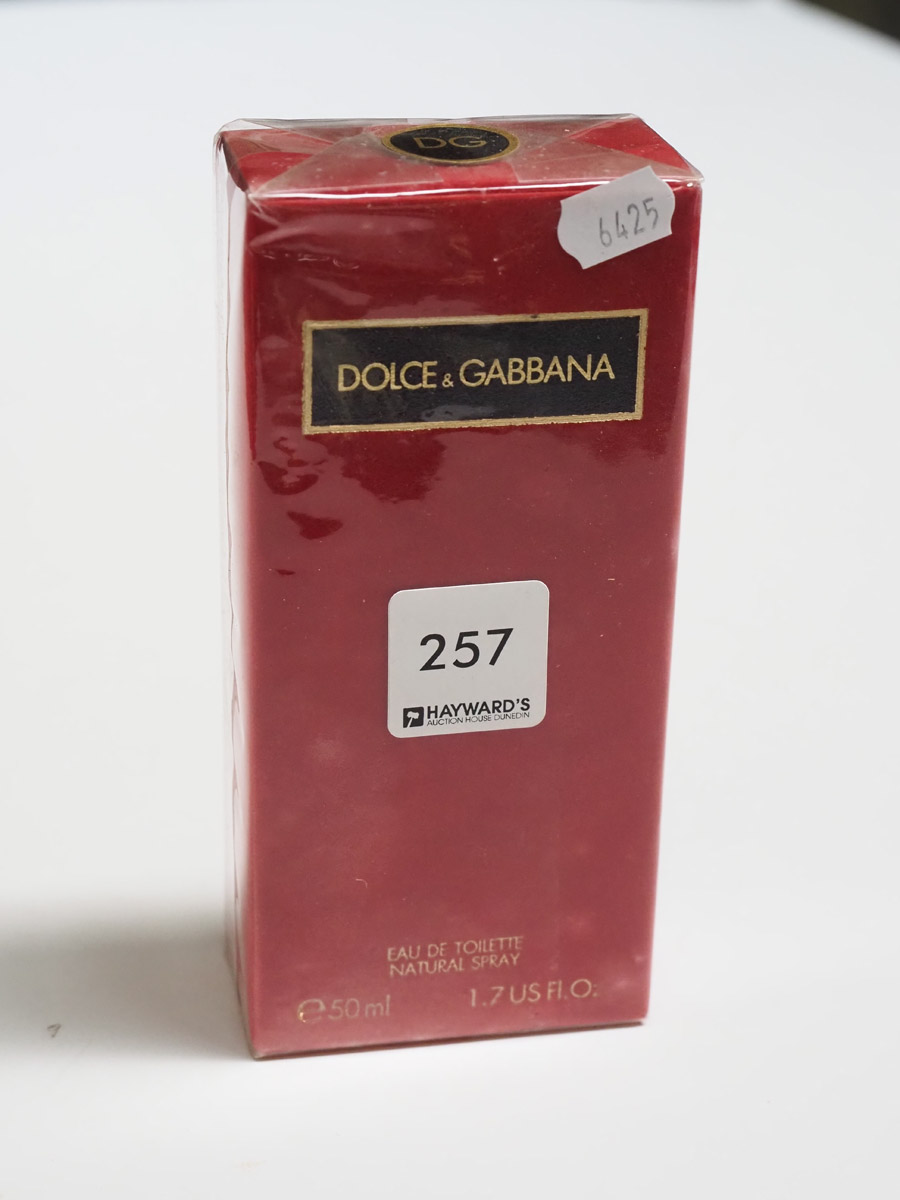 DG
6425
DOLCE & GABBANA
257
HAYWARD'S
AUCTION HOUSE DUNEDIN
EAU DE TOILETTE
NATURAL SPRAY
℮50ml 1.7 US Fl.Oz